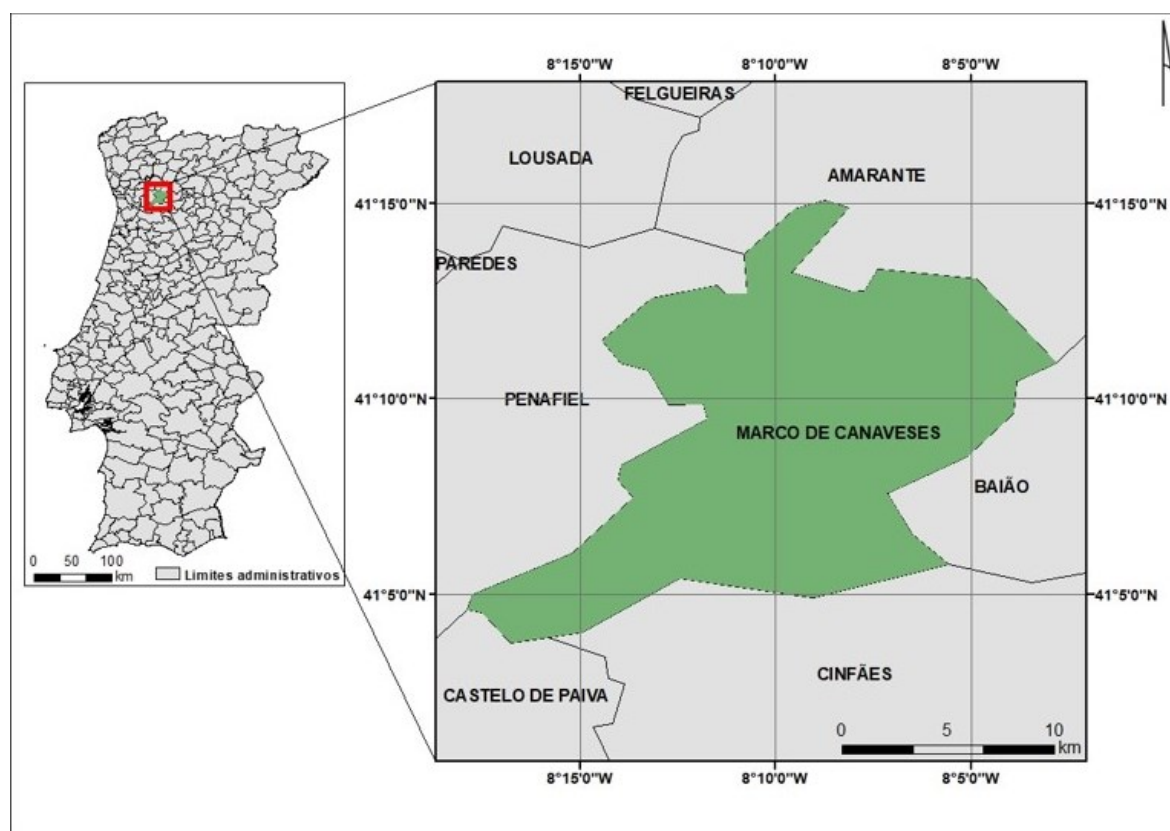 8°15'0"W 8°10'0"W 8°5'0"W
FELGUEIRAS
LOUSADA
AMARANTE
41°15'0"N 41°15'0"N
PAREDES
PENAFIEL
41°10'0"N 41°10'0"N
MARCO DE CANAVESES
BAIÃO
0 50 100
km
Limites administrativos
41°5'0"N 41°5'0"N
CINFÃES
CASTELO DE PAIVA
0 5 10
km
8°15'0"W 8°10'0"W 8°5'0"W